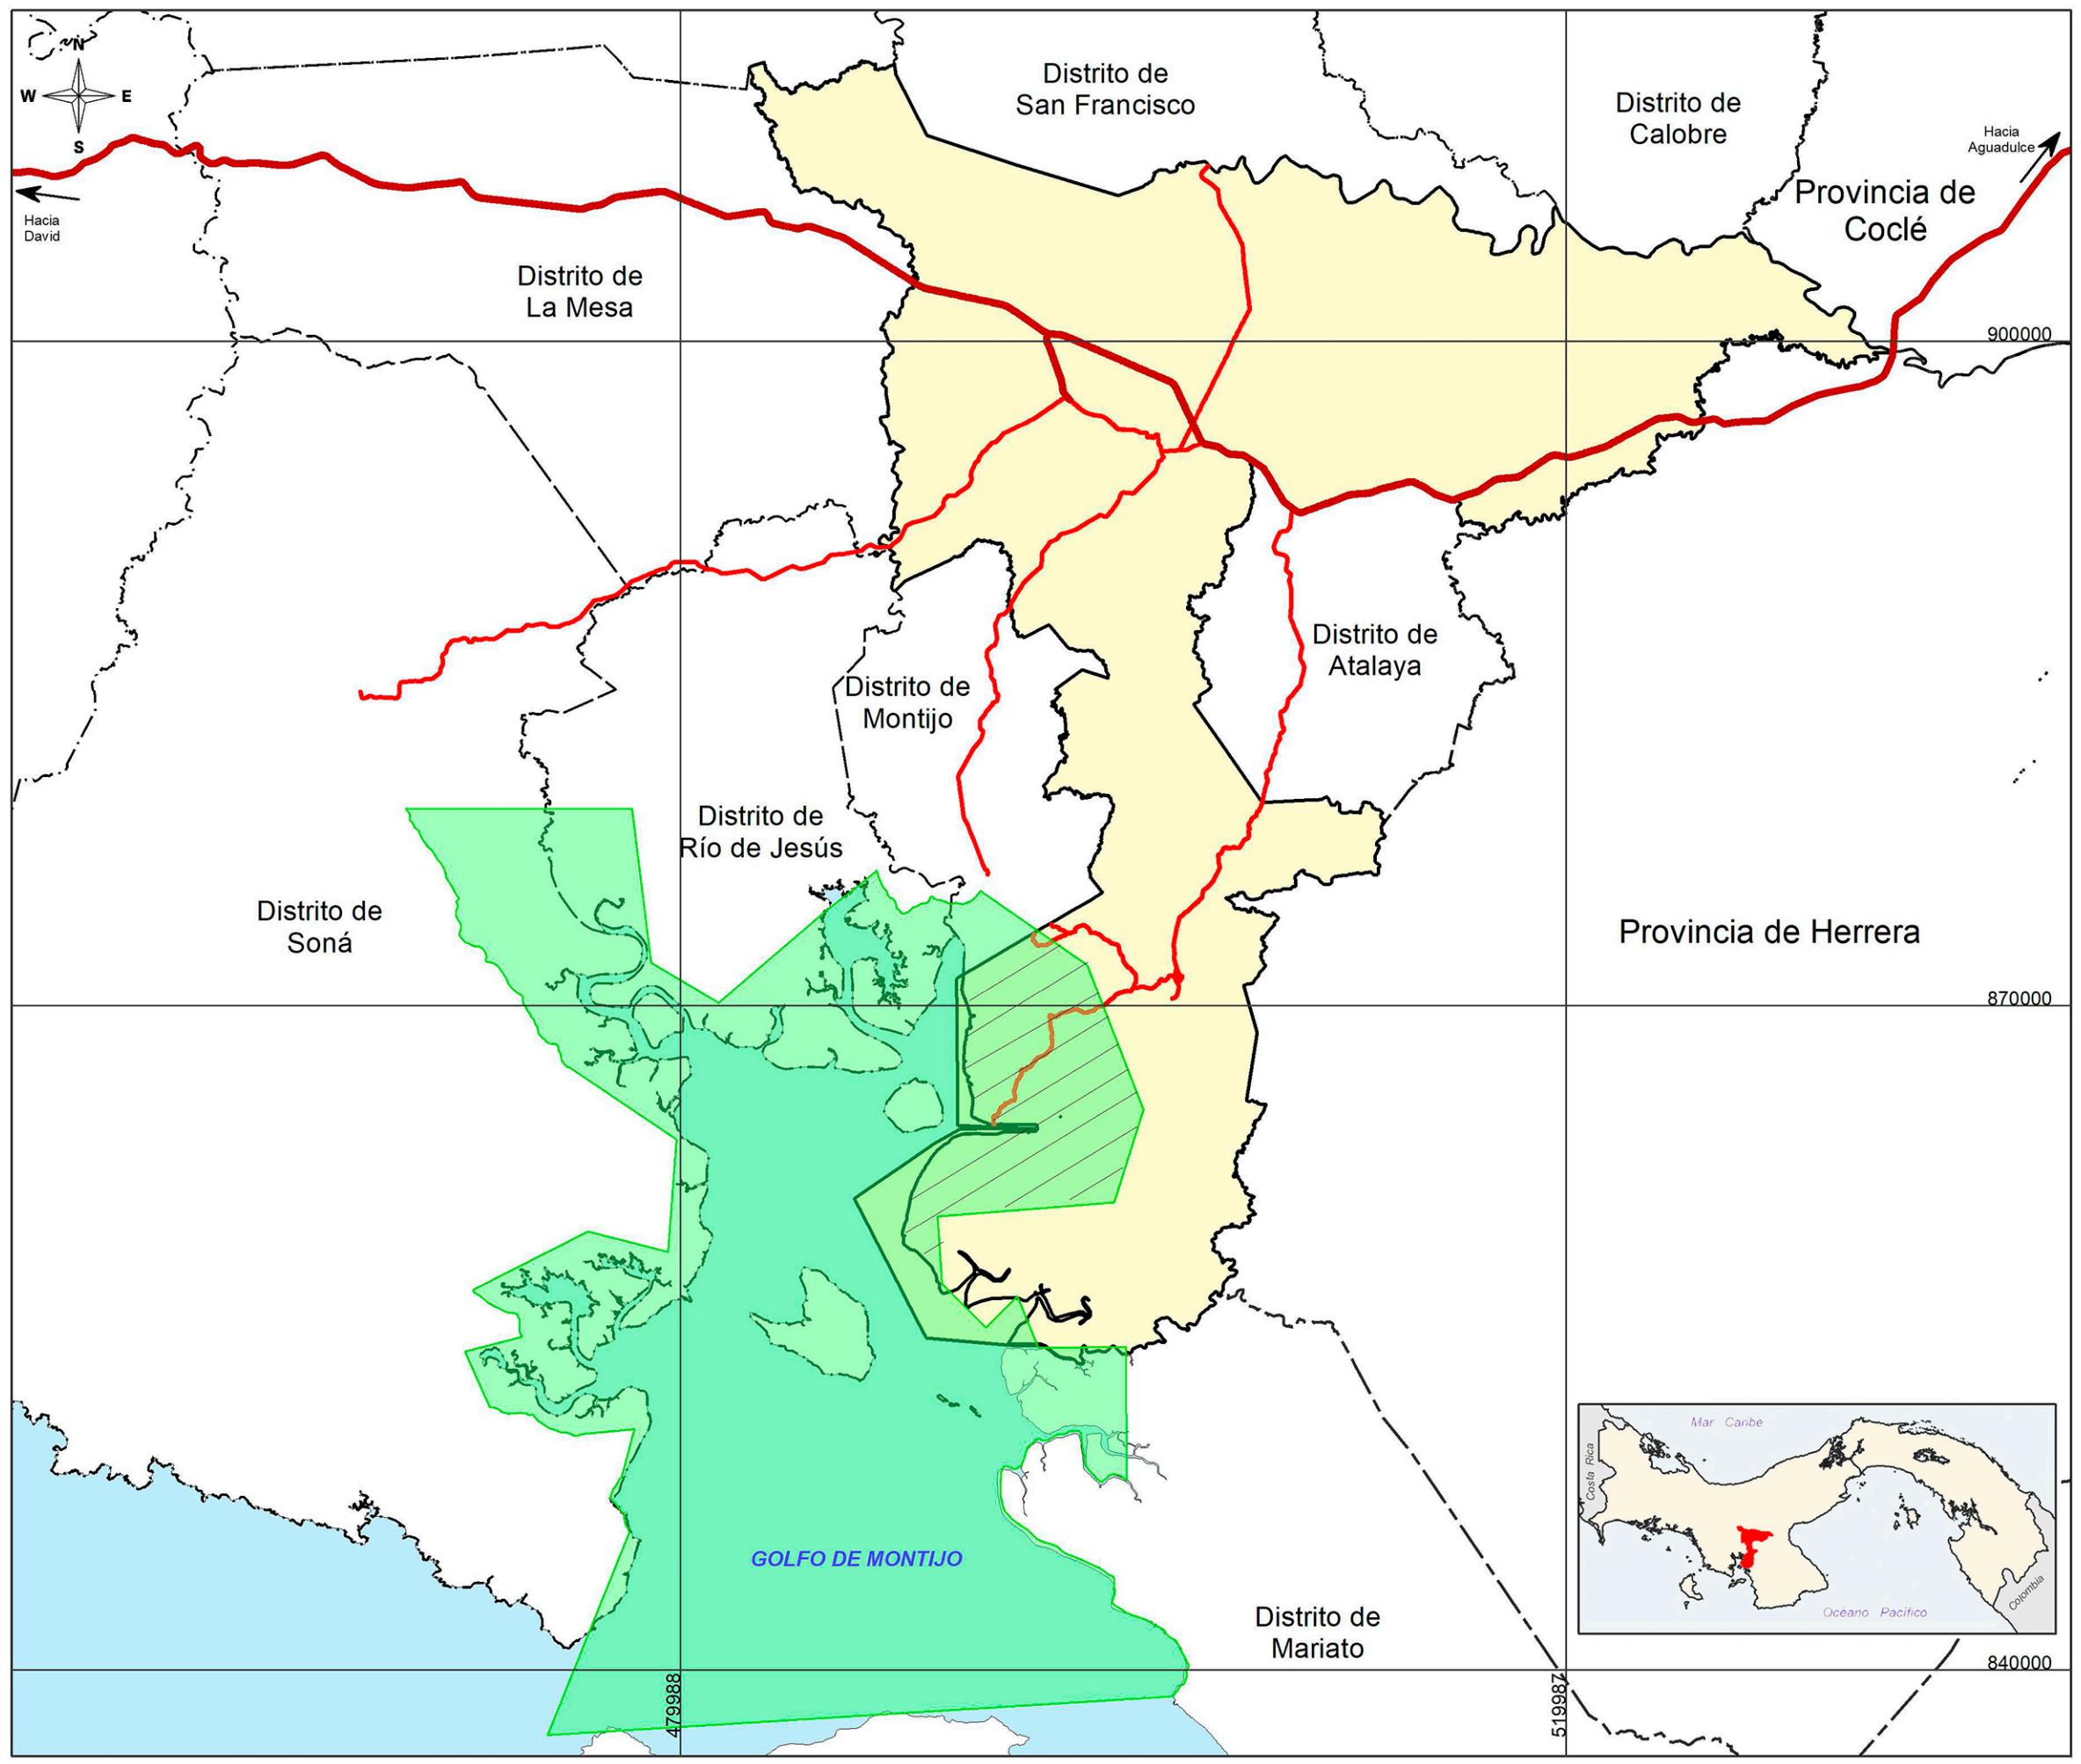 N
W
E
S
Hacia
David
Distrito de
San Francisco
Distrito de
Calobre
Hacia
Aguadulce
Provincia de
Coclé
Distrito de
La Mesa
900000
Distrito de
Atalaya
Distrito de
Montijo
Distrito de
Río de Jesús
Distrito de
Soná
Provincia de Herrera
870000
GOLFO DE MONTIJO
Distrito de
Mariato
840000
479988
519987
Mar Caribe
Costa Rica
Colombia
Océano Pacífico